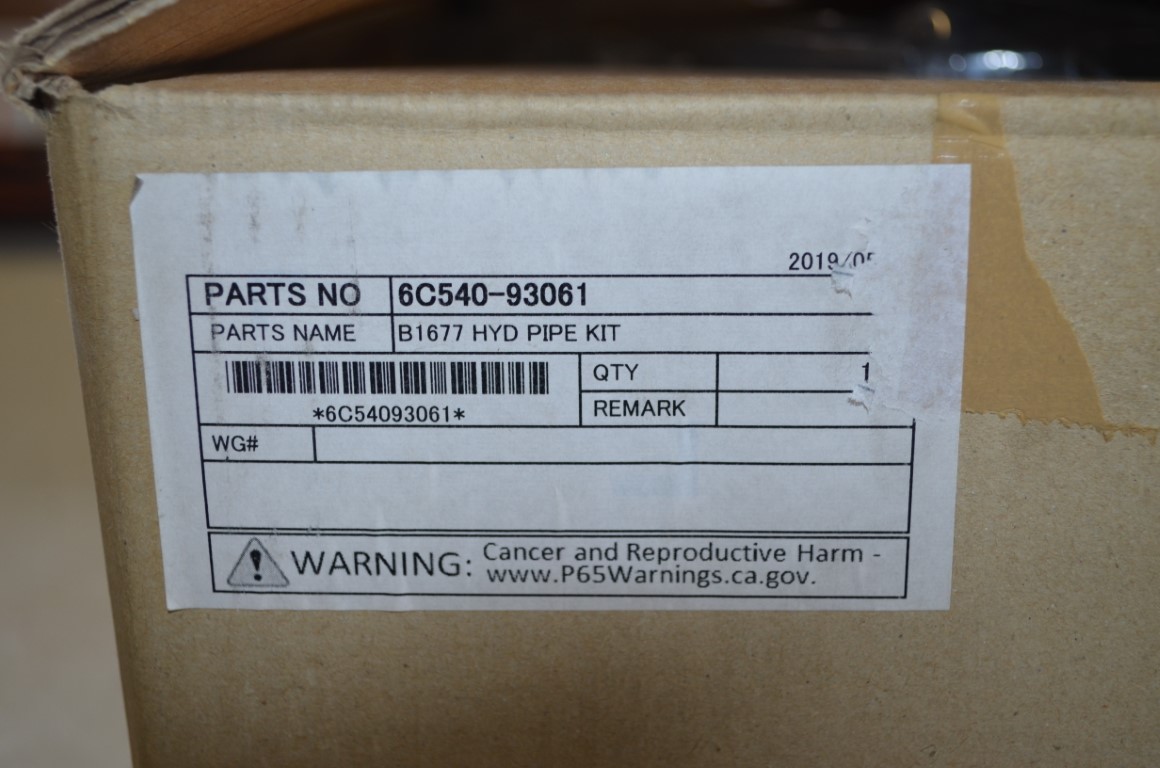 2019/05
PARTS NO 6C540-93061
PARTS NAME B1677 HYD PIPE KIT
QTY 1
*6C54093061*
REMARK
WG#
WARNING: Cancer and Reproductive Harm -
www.P65Warnings.ca.gov.